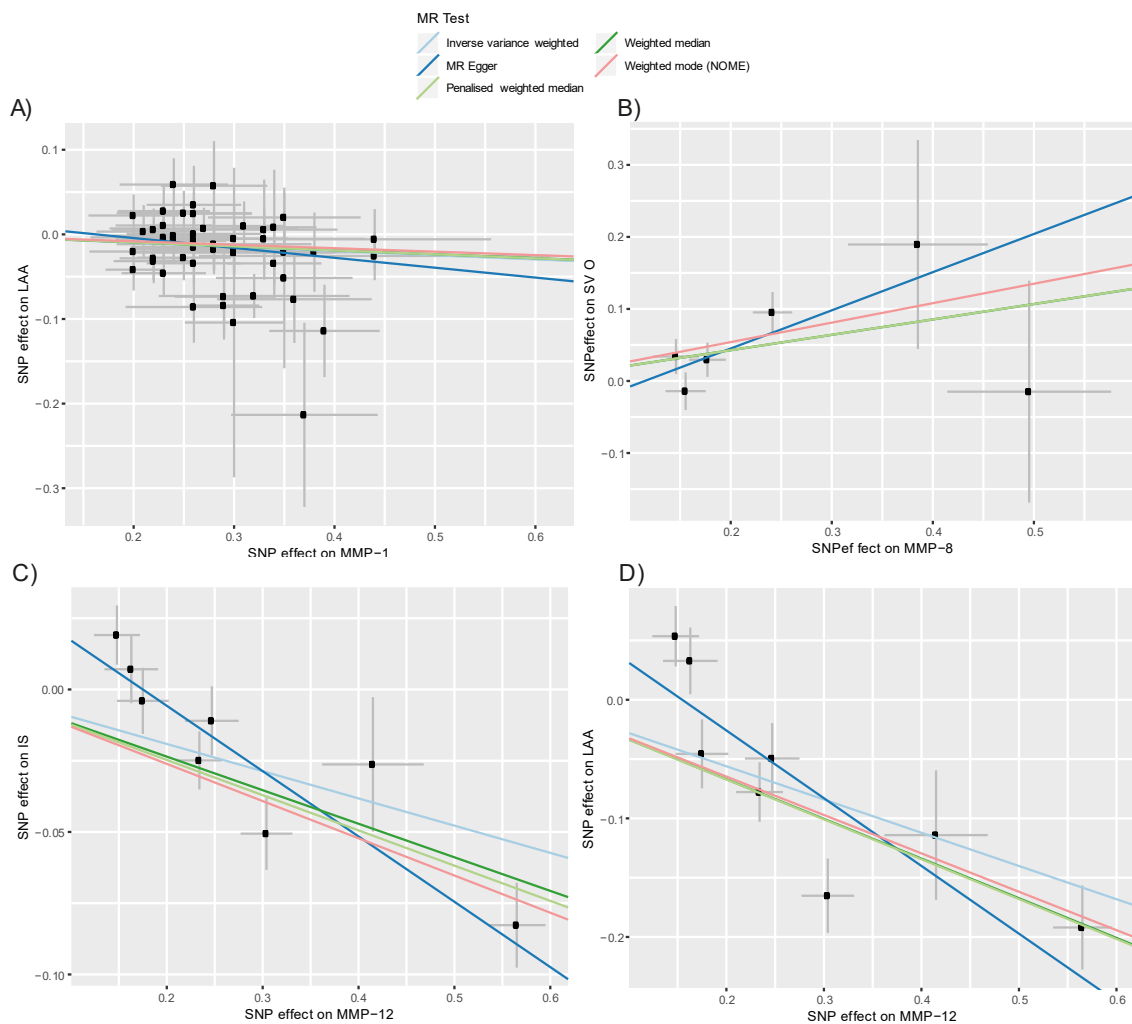 MR Test
Inverse variance weighted
Weighted median
MR Egger
Weighted mode (NOME)
Penalised weighted median
A)
SNP effect on LAA
0.1
0.0
−0.1
−0.2
−0.3
0.2 0.3 0.4 0.5 0.6
SNP effect on MMP−1
B)
SNPeffect on SV O
0.3
0.2
0.1
0.0
0.1
0.2 0.3 0.4 0.5
SNPef fect on MMP−8
C)
SNP effect on IS
0.00
−0.05
−0.10
0.2 0.3 0.4 0.5 0.6
SNP effect on MMP−12
D)
SNP effect on LAA
0.0
−0.1
−0.2
0.2 0.3 0.4 0.5 0.6
SNP effect on MMP−12